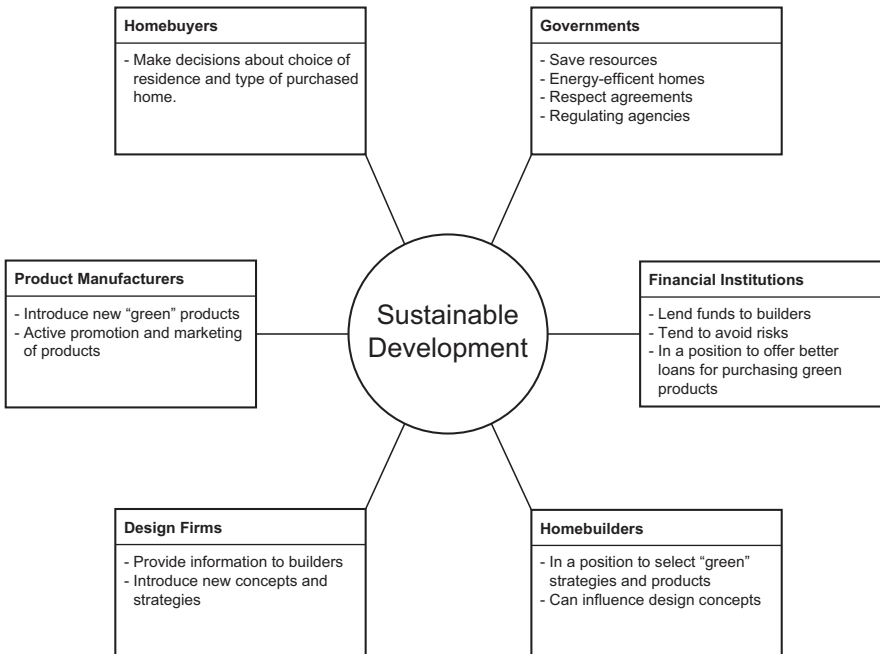 Homebuyers
- Make decisions about choice of
residence and type of purchased
home.
Governments
- Save resources
- Energy-efficent homes
- Respect agreements
- Regulating agencies
Product Manufacturers
- Introduce new “green” products
- Active promotion and marketing
of products
Sustainable
Development
Financial Institutions
- Lend funds to builders
- Tend to avoid risks
- In a position to offer better
loans for purchasing green
products
Design Firms
- Provide information to builders
- Introduce new concepts and
strategies
Homebuilders
- In a position to select “green”
strategies and products
- Can influence design concepts